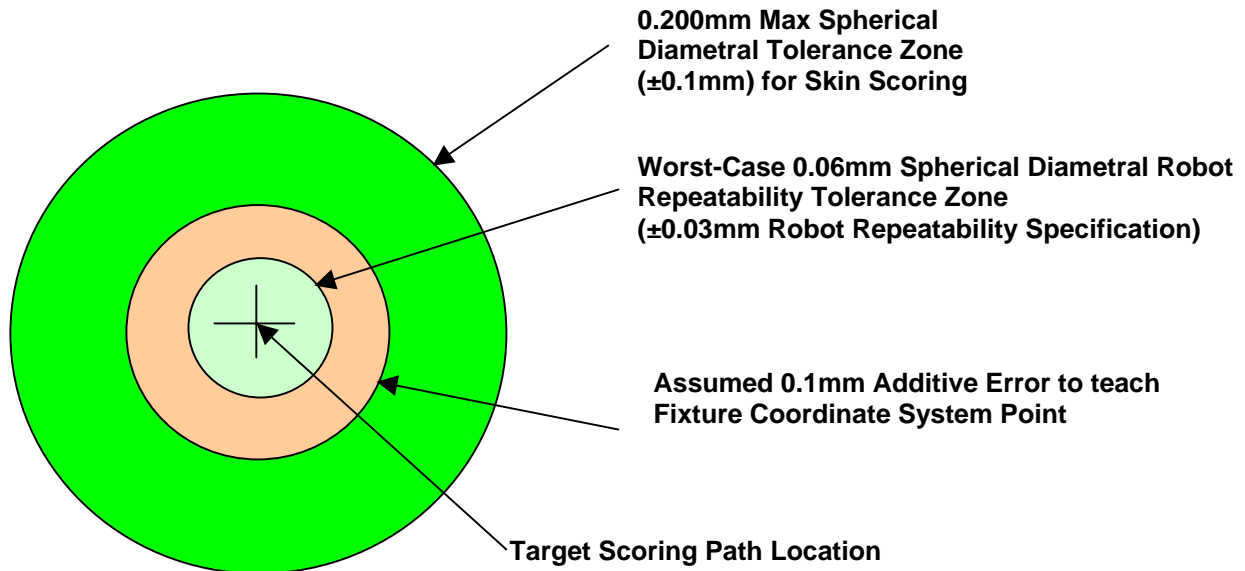 0.200mm Max Spherical
Diametral Tolerance Zone
(±0.1mm) for Skin Scoring
Worst-Case 0.06mm Spherical Diametral Robot
Repeatability Tolerance Zone
(±0.03mm Robot Repeatability Specification)
Assumed 0.1mm Additive Error to teach
Fixture Coordinate System Point
Target Scoring Path Location